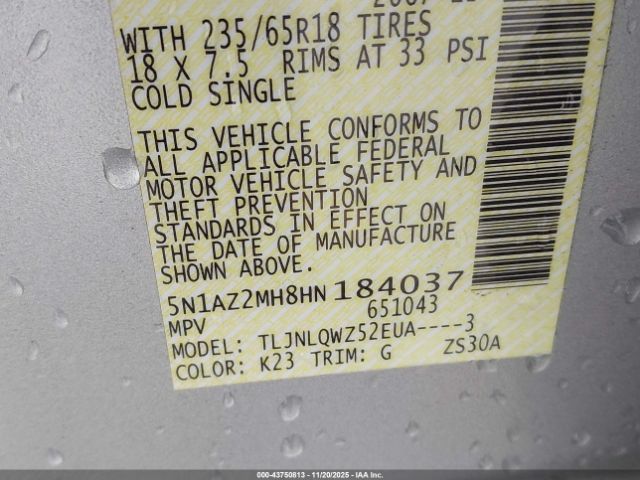 WITH 235/65R18 TIRES
18 X 7.5 RIMS AT 33 PSI
COLD SINGLE
THIS VEHICLE CONFORMS TO
ALL APPLICABLE FEDERAL
MOTOR VEHICLE SAFETY AND
THEFT PREVENTION
STANDARDS IN EFFECT ON
THE DATE OF MANUFACTURE
SHOWN ABOVE.
5N1AZ2MH8HN184037
651043
MPV
MODEL: TLJNLQWZ52EUA----3
COLOR: K23 TRIM: G ZS30A
000-43750813 - 11/20/2025 - © IAA Inc.